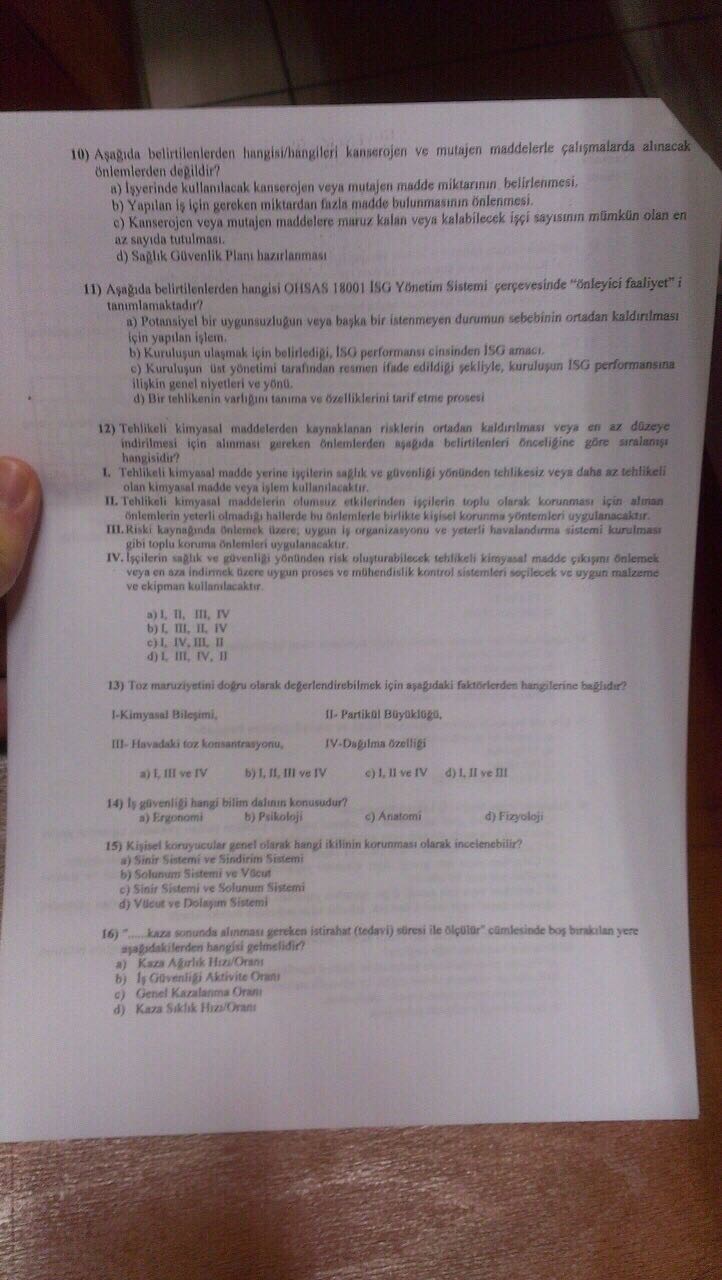 10) Aşağıda belirtilenlerden hangisi/hangileri kanserojen ve mutajen maddelerle çalışmalarda alınacak
önlemlerden değildir?
a) İşyerinde kullanılacak kanserojen veya mutajen madde miktarının belirlenmesi.
b) Yapılan iş için gereken miktardan fazla madde bulunmasının önlenmesi.
c) Kanserojen veya mutajen maddelere maruz kalan veya kalabilecek işçi sayısının mümkün olan en
az sayıda tutulması.
d) Sağlık Güvenlik Planı hazırlanması
11) Aşağıda belirtilenlerden hangisi OHSAS 18001 İSG Yönetim Sistemi çerçevesinde "önleyici faaliyet" i
tanımlamaktadır?
a) Potansiyel bir uygunsuzluğun veya başka bir istenmeyen durumun sebebinin ortadan kaldırılması
için yapılan işlem.
b) Kuruluşun ulaşmak için belirlediği, İSG performansı cinsinden İSG amacı.
c) Kuruluşun üst yönetimi tarafından resmen ifade edildiği şekliyle, kuruluşun İSG performansına
ilişkin genel niyetleri ve yönü.
d) Bir tehlikenin varlığını tanıma ve özelliklerini tarif etme prosesi
12) Tehlikeli kimyasal maddelerden kaynaklanan risklerin ortadan kaldırılması veya en az düzeye
indirilmesi için alınması gereken önlemlerden aşağıda belirtilenleri önceliğine göre sıralanışı
hangisidir?
I. Tehlikeli kimyasal madde yerine işçilerin sağlık ve güvenliği yönünden tehlikesiz veya daha az tehlikeli
olan kimyasal madde veya işlem kullanılacaktır.
II. Tehlikeli kimyasal maddelerin olumsuz etkilerinden işçilerin toplu olarak korunması için alınan
önlemlerin yeterli olmadığı hallerde bu önlemlerle birlikte kişisel korunma yöntemleri uygulanacaktır.
III. Riski kaynağında önlemek üzere; uygun iş organizasyonu ve yeterli havalandırma sistemi kurulması
gibi toplu koruma önlemleri uygulanacaktır.
IV. İşçilerin sağlık ve güvenliği yönünden risk oluşturabilecek tehlikeli kimyasal madde çıkışını önlemek
veya en aza indirmek üzere uygun proses ve mühendislik kontrol sistemleri seçilecek ve uygun malzeme
ve ekipman kullanılacaktır.
a) I, II, III, IV
b) I, III, II, IV
c) I, IV, III, II
d) I, III, IV, II
13) Toz maruziyetini doğru olarak değerlendirebilmek için aşağıdaki faktörlerden hangilerine bağlıdır?
I-Kimyasal Bileşimi, II- Partikül Büyüklüğü,
III- Havadaki toz konsantrasyonu, IV-Dağılma özelliği
a) I, III ve IV b) I, II, III ve IV c) I, II ve IV d) I, II ve III
14) İş güvenliği hangi bilim dalının konusudur?
a) Ergonomi b) Psikoloji c) Anatomi d) Fizyoloji
15) Kişisel koruyucular genel olarak hangi ikilinin korunması olarak incelenebilir?
a) Sinir Sistemi ve Sindirim Sistemi
b) Solunum Sistemi ve Vücut
c) Sinir Sistemi ve Solunum Sistemi
d) Vücut ve Dolaşım Sistemi
16) ".....kaza sonunda alınması gereken istirahat (tedavi) süresi ile ölçülür" cümlesinde boş bırakılan yere
aşağıdakilerden hangisi gelmelidir?
a) Kaza Ağırlık Hızı/Oranı
b) İş Güvenliği Aktivite Oranı
c) Genel Kazalanma Oranı
d) Kaza Sıklık Hızı/Oranı